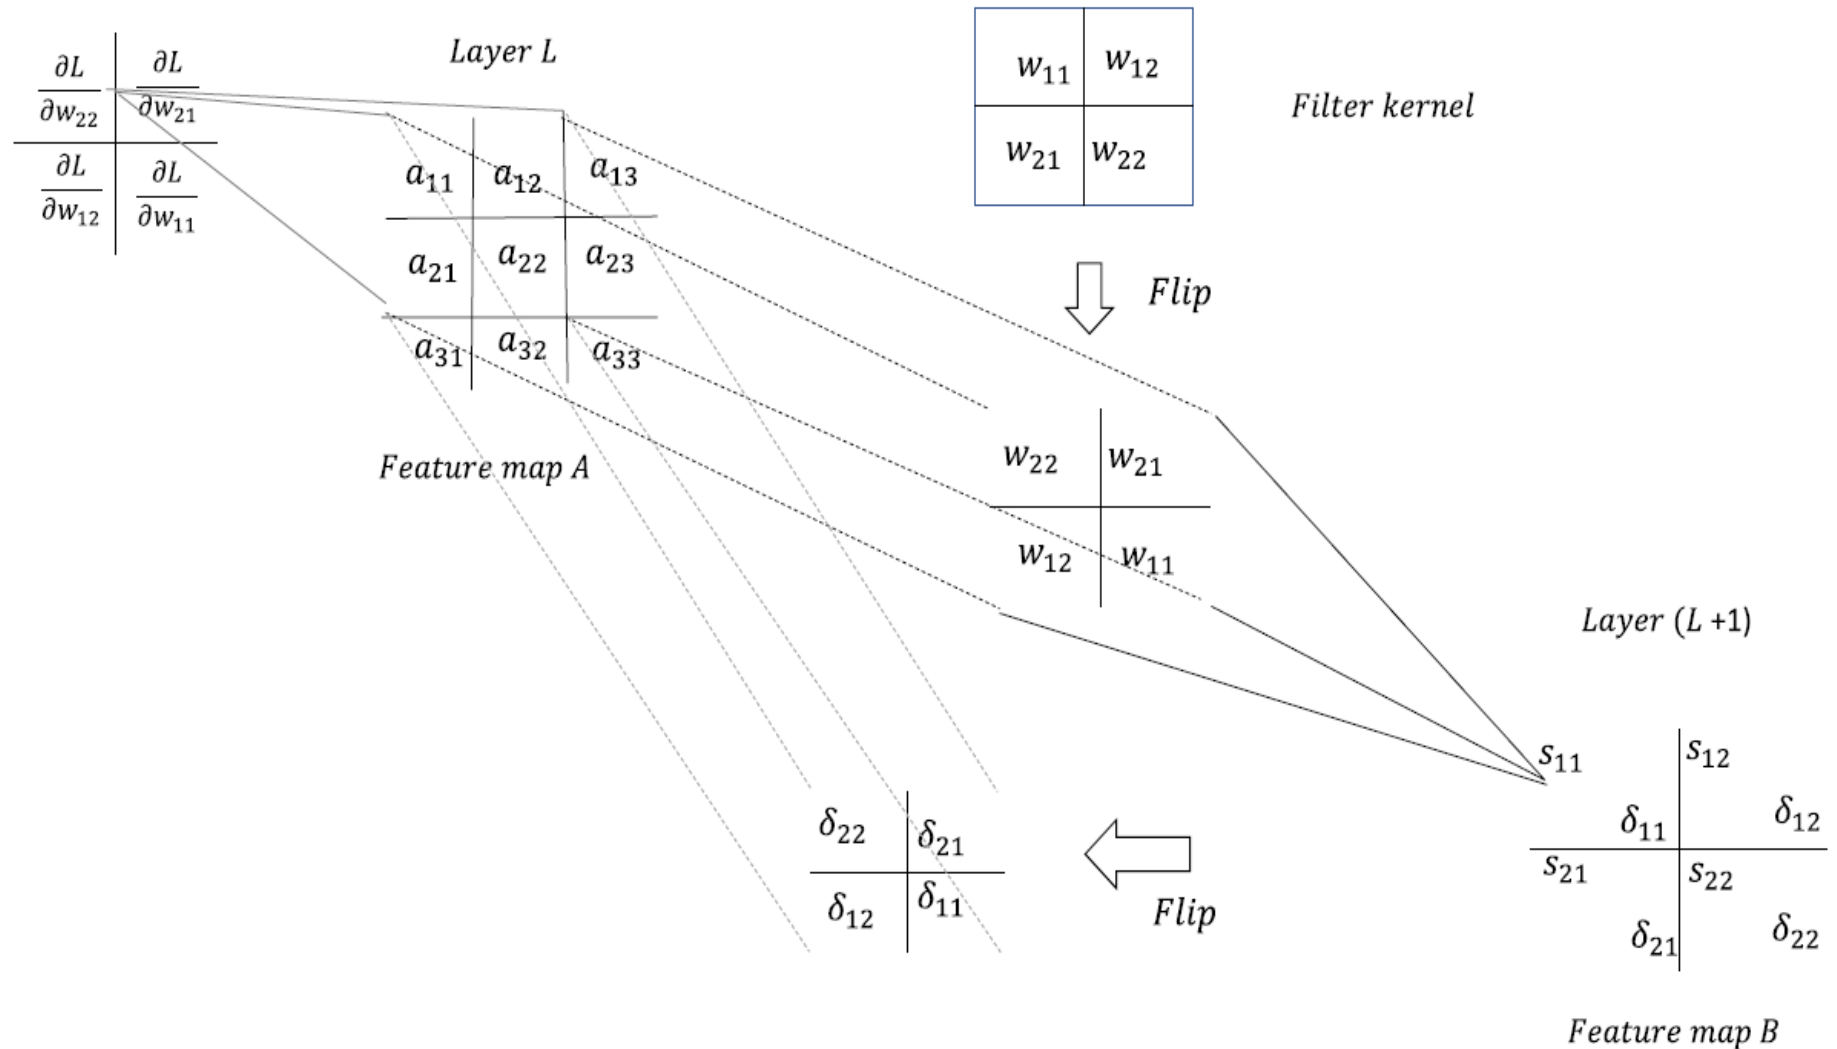 Layer L
∂L/∂w₂₂ ∂L/∂w₂₁
∂L/∂w₁₂ ∂L/∂w₁₁
a₁₁ a₁₂ a₁₃
a₂₁ a₂₂ a₂₃
a₃₁ a₃₂ a₃₃
Feature map A
w₁₁ w₁₂
w₂₁ w₂₂
Filter kernel
Flip
w₂₂ w₂₁
w₁₂ w₁₁
Layer (L +1)
s₁₁ s₁₂
δ₁₁ δ₁₂
s₂₁ s₂₂
δ₂₁ δ₂₂
Feature map B
Flip
δ₂₂ δ₂₁
δ₁₂ δ₁₁